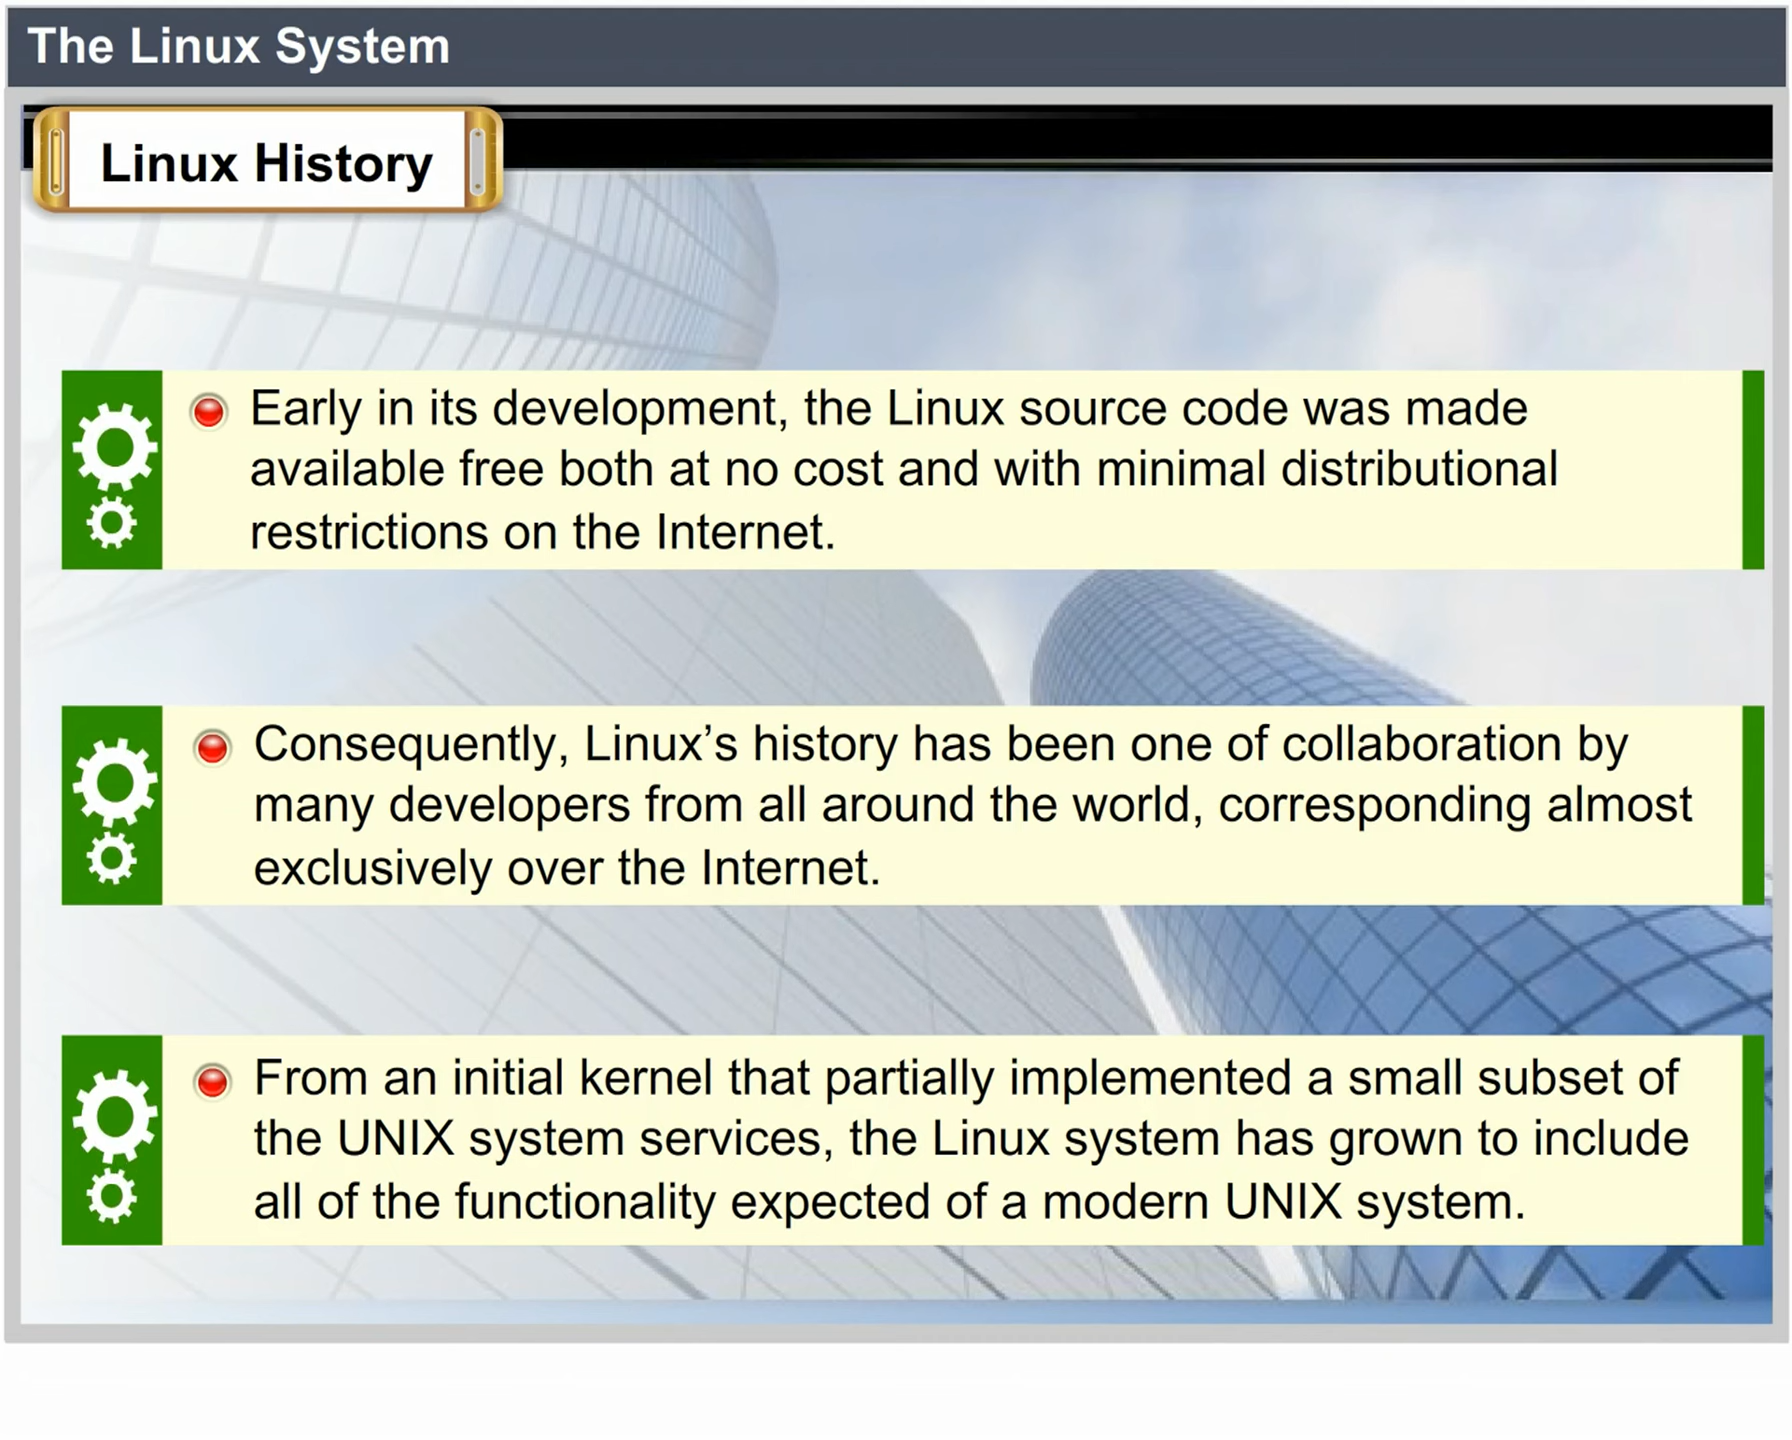 The Linux System
Linux History
Early in its development, the Linux source code was made
available free both at no cost and with minimal distributional
restrictions on the Internet.
Consequently, Linux’s history has been one of collaboration by
many developers from all around the world, corresponding almost
exclusively over the Internet.
From an initial kernel that partially implemented a small subset of
the UNIX system services, the Linux system has grown to include
all of the functionality expected of a modern UNIX system.